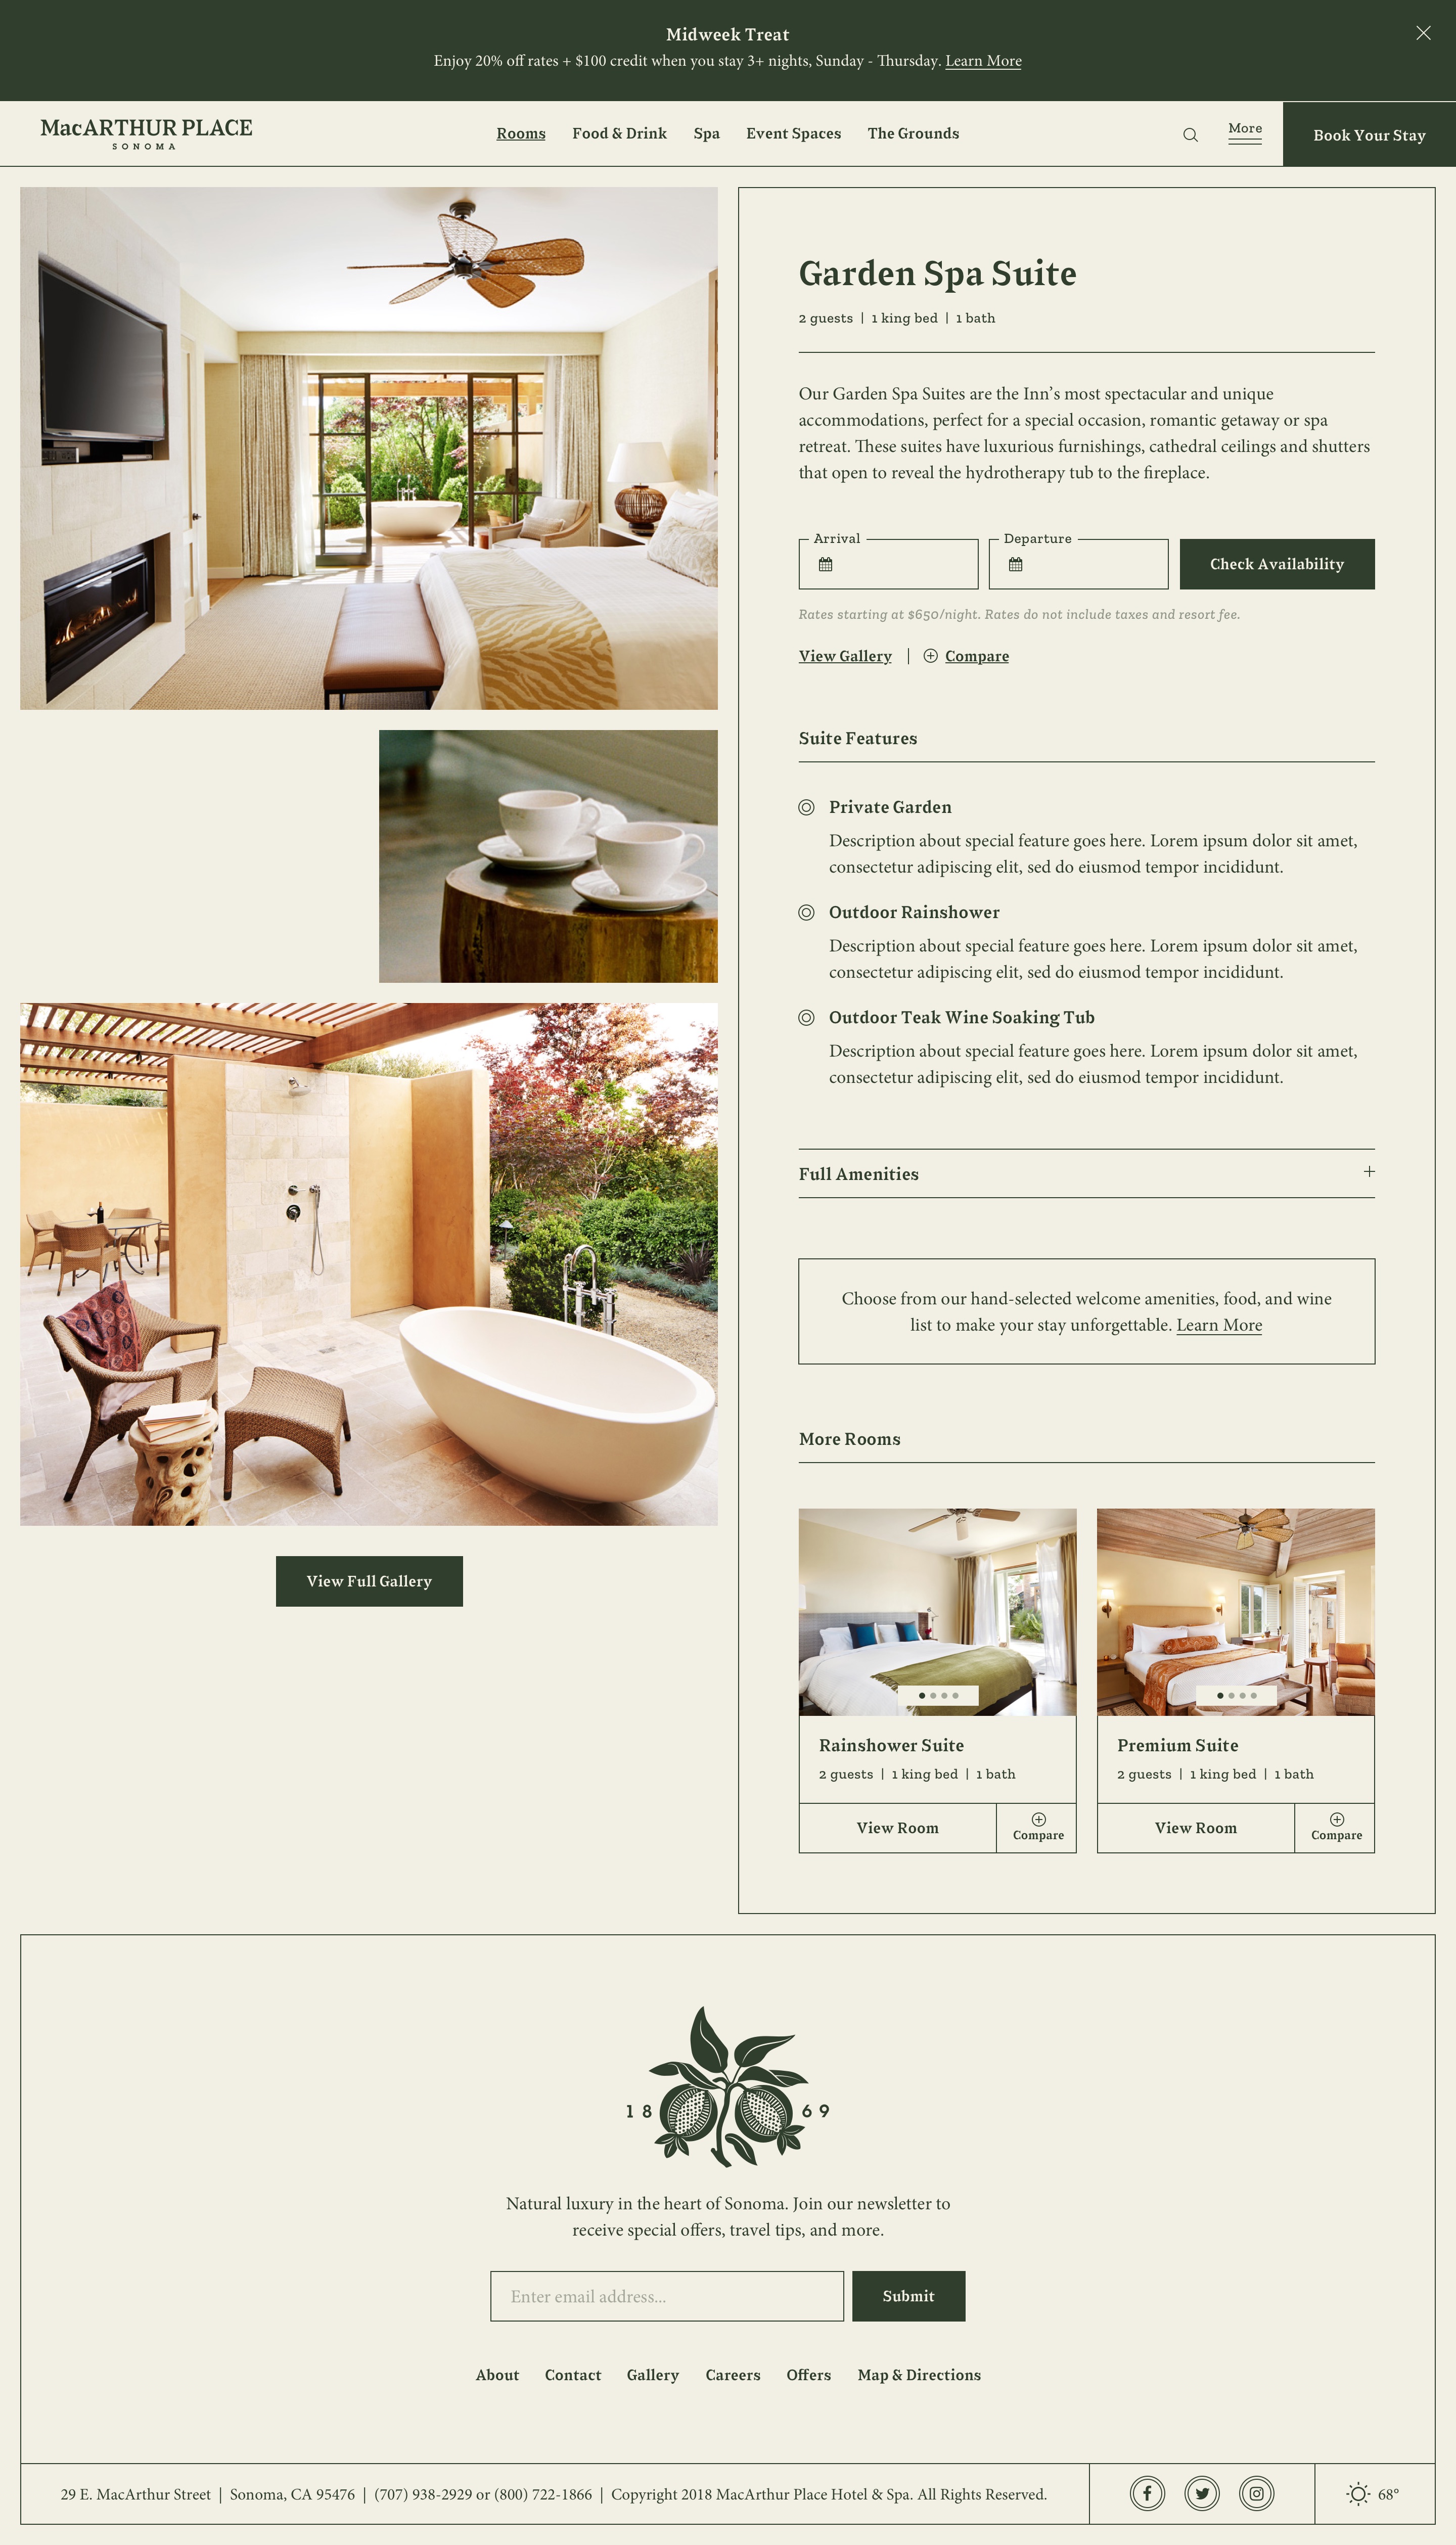 Midweek Treat
Enjoy 20% off rates + $100 credit when you stay 3+ nights, Sunday - Thursday. Learn More
MacARTHUR PLACE
SONOMA
Rooms Food & Drink Spa Event Spaces The Grounds
More
Book Your Stay
Garden Spa Suite
2 guests | 1 king bed | 1 bath
Our Garden Spa Suites are the Inn’s most spectacular and unique
accommodations, perfect for a special occasion, romantic getaway or spa
retreat. These suites have luxurious furnishings, cathedral ceilings and shutters
that open to reveal the hydrotherapy tub to the fireplace.
Arrival Departure
Check Availability
Rates starting at $650/night. Rates do not include taxes and resort fee.
View Gallery | Compare
Suite Features
Private Garden
Description about special feature goes here. Lorem ipsum dolor sit amet,
consectetur adipiscing elit, sed do eiusmod tempor incididunt.
Outdoor Rainshower
Description about special feature goes here. Lorem ipsum dolor sit amet,
consectetur adipiscing elit, sed do eiusmod tempor incididunt.
Outdoor Teak Wine Soaking Tub
Description about special feature goes here. Lorem ipsum dolor sit amet,
consectetur adipiscing elit, sed do eiusmod tempor incididunt.
Full Amenities
Choose from our hand-selected welcome amenities, food, and wine
list to make your stay unforgettable. Learn More
More Rooms
View Full Gallery
Rainshower Suite
2 guests | 1 king bed | 1 bath
View Room
Compare
Premium Suite
2 guests | 1 king bed | 1 bath
View Room
Compare
18 69
Natural luxury in the heart of Sonoma. Join our newsletter to
receive special offers, travel tips, and more.
Enter email address...
Submit
About Contact Gallery Careers Offers Map & Directions
29 E. MacArthur Street | Sonoma, CA 95476 | (707) 938-2929 or (800) 722-1866 | Copyright 2018 MacArthur Place Hotel & Spa. All Rights Reserved.
68°